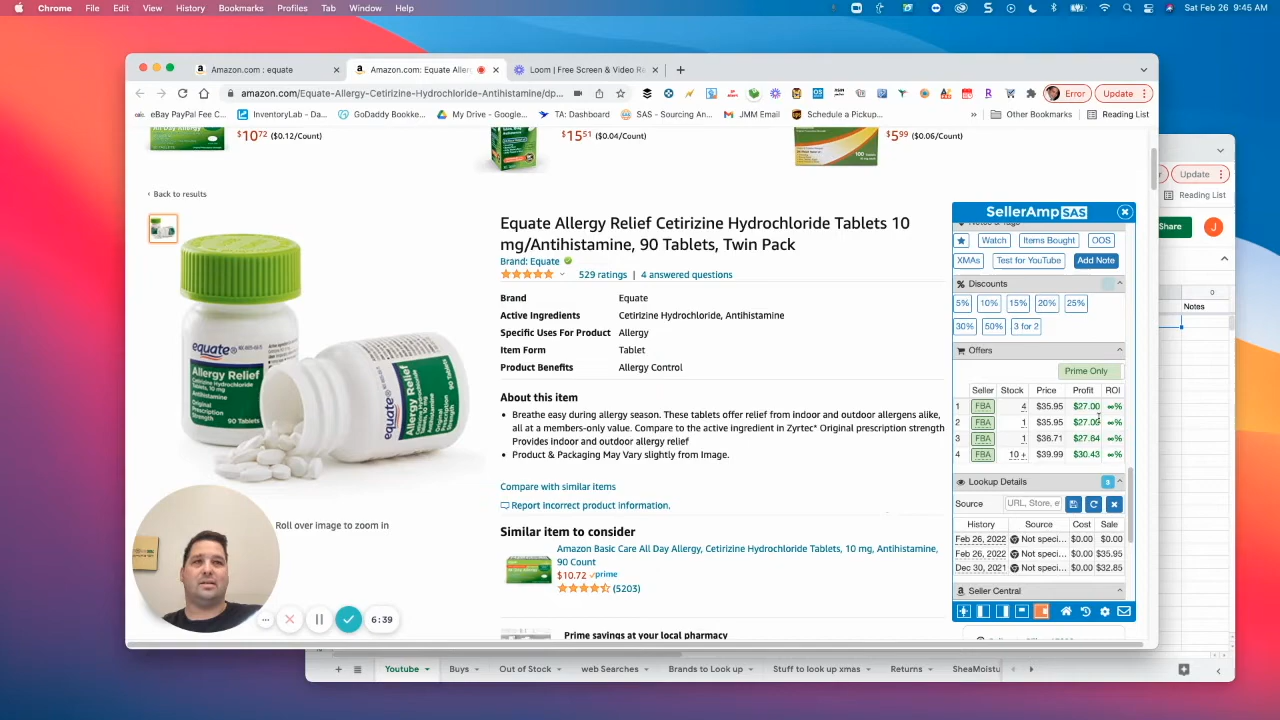 Chrome File Edit View History Bookmarks Profiles Tab Window Help
Sat Feb 26 9:45 AM
Amazon.com : equate
Amazon.com: Equate Aller
Loom | Free Screen & Video Re
amazon.com/Equate-Allergy-Cetirizine-Hydrochloride-Antihistamine/dp...
Error
Update
eBay PayPal Fee C...
InventoryLab - Da...
GoDaddy Bookke...
My Drive - Google...
TA: Dashboard
SAS - Sourcing An...
JMM Email
Schedule a Pickup...
»
Other Bookmarks
Reading List
$10.72 ($0.12/Count)
$15.51 ($0.04/Count)
$5.99 ($0.06/Count)
Update
Reading List
Share
J
O
Notes
‹ Back to results
Equate Allergy Relief Cetirizine Hydrochloride Tablets 10
mg/Antihistamine, 90 Tablets, Twin Pack
Brand: Equate
529 ratings | 4 answered questions
Brand Equate
Active Ingredients Cetirizine Hydrochloride, Antihistamine
Specific Uses For Product Allergy
Item Form Tablet
Product Benefits Allergy Control
About this item
• Breathe easy during allergy season. These tablets offer relief from indoor and outdoor allergens alike,
all at a members-only value. Compare to the active ingredient in Zyrtec* Original prescription strength
Provides indoor and outdoor allergy relief
• Product & Packaging May Vary slightly from Image.
Compare with similar items
Report incorrect product information.
Similar item to consider
Amazon Basic Care All Day Allergy, Cetirizine Hydrochloride Tablets, 10 mg, Antihistamine,
90 Count
$10.72 prime
(5203)
Prime savings at your local pharmacy
equate
Allergy Relief
Cetirizine Hydrochloride
Tablets, 10 mg
Antihistamine
Original
Prescription
Strength
90 TABLETS
equate
Allergy Relief
Roll over image to zoom in
6:39
SellerAmp SAS
Watch
Items Bought
OOS
XMAs
Test for YouTube
Add Note
% Discounts
5% 10% 15% 20% 25%
30% 50% 3 for 2
Offers
Prime Only
Seller Stock Price Profit ROI
1 FBA 4 $35.95 $27.00 ∞%
2 FBA 1 $35.95 $27.00 ∞%
3 FBA 1 $36.71 $27.64 ∞%
4 FBA 10 + $39.99 $30.43 ∞%
Lookup Details 3
Source URL, Store, e
History Source Cost Sale
Feb 26, 2022 Not speci... $0.00 $0.00
Feb 26, 2022 Not speci... $0.00 $35.95
Dec 30, 2021 Not speci... $0.00 $32.85
Seller Central
Youtube
Buys
Out of Stock
web Searches
Brands to Look up
Stuff to look up xmas
Returns
SheaMoistu